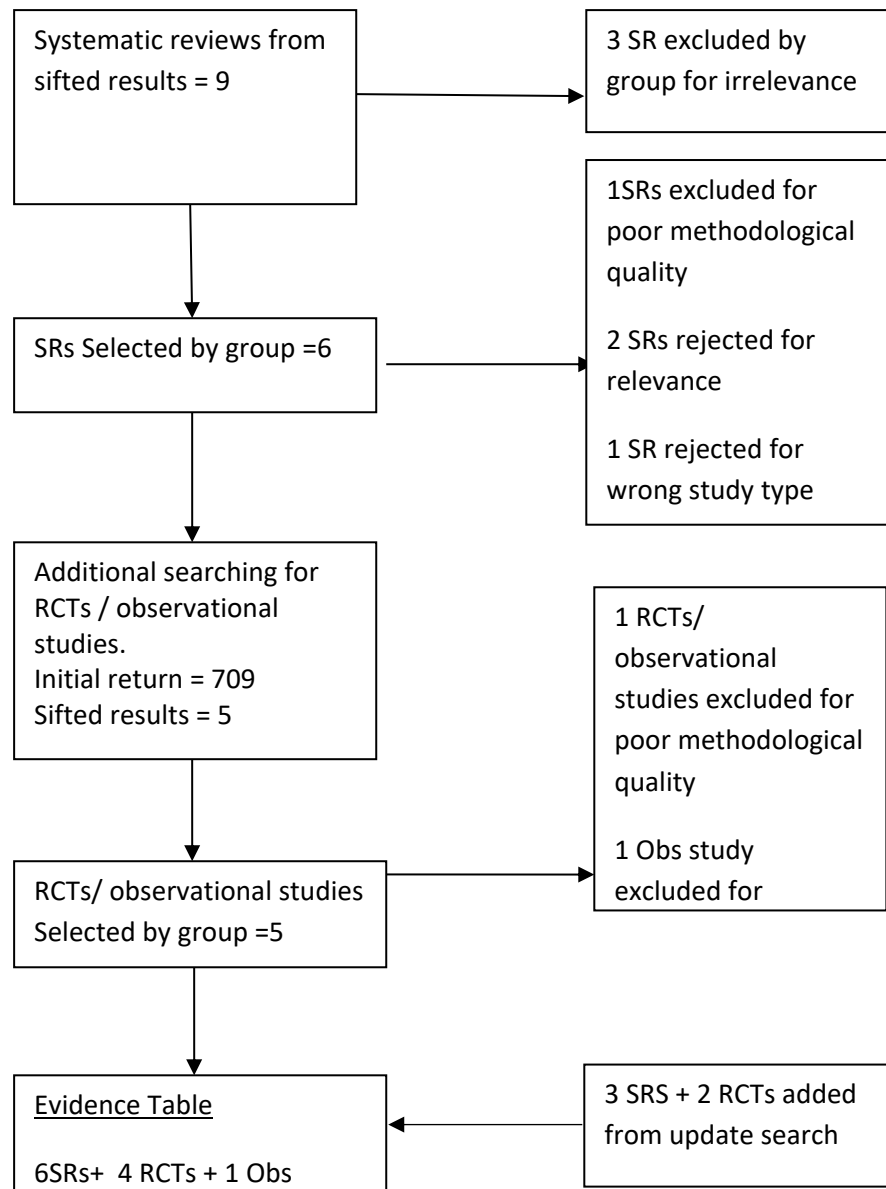 Systematic reviews from
sifted results = 9
3 SR excluded by
group for irrelevance
1SRs excluded for
poor methodological
quality
2 SRs rejected for
relevance
1 SR rejected for
wrong study type
SRs Selected by group =6
Additional searching for
RCTs / observational
studies.
Initial return = 709
Sifted results = 5
1 RCTs/
observational
studies excluded for
poor methodological
quality
1 Obs study
excluded for
RCTs/ observational studies
Selected by group =5
Evidence Table
6SRs+ 4 RCTs + 1 Obs
3 SRS + 2 RCTs added
from update search